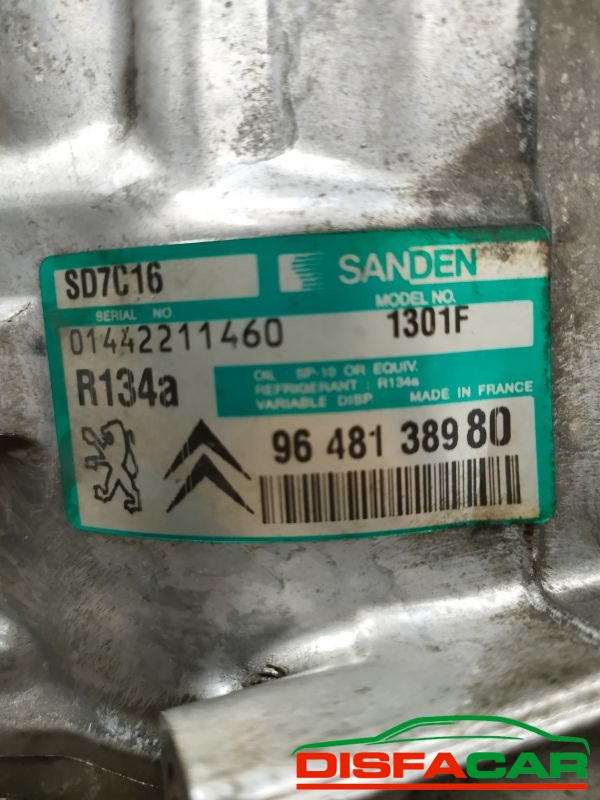 SD7C16
SANDEN
SERIAL NO.
MODEL NO.
01442211460
1301F
R134a
OIL SP-10 OR EQUIV.
REFRIGERANT : R134a
VARIABLE DISP. MADE IN FRANCE
96 481 389 80
DISFACAR